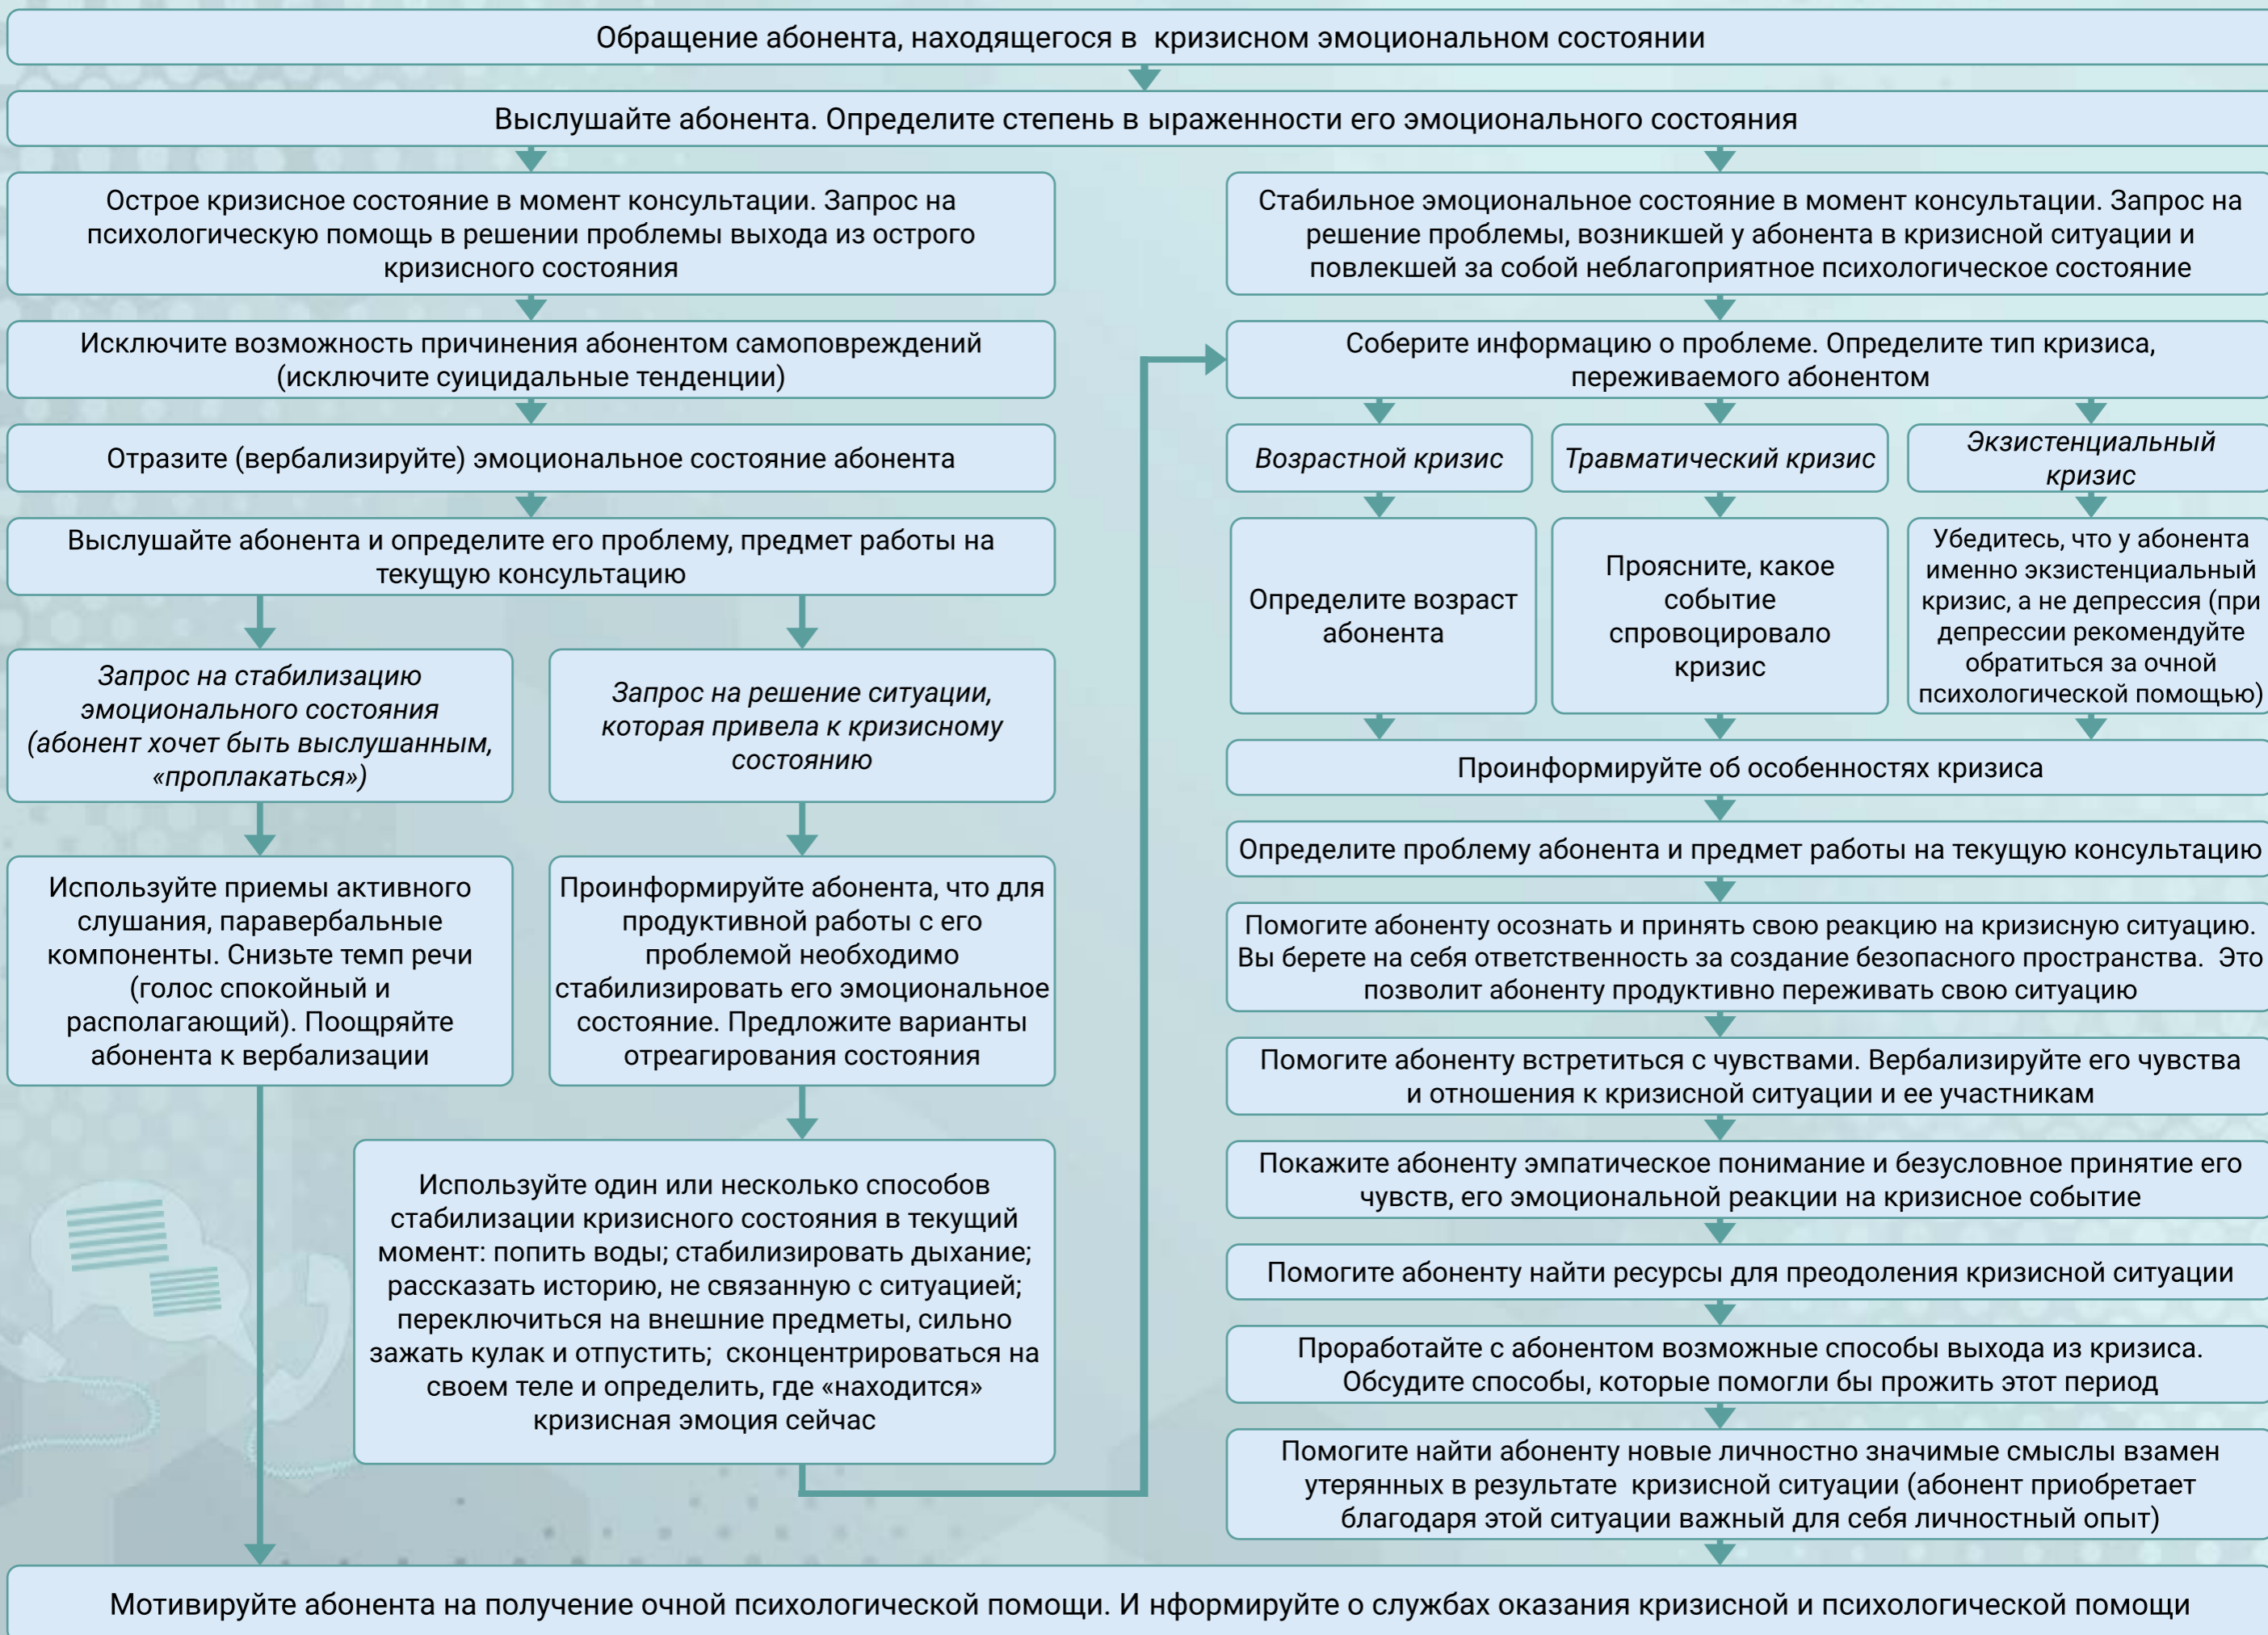 Обращение абонента, находящегося в  кризисном эмоциональном состоянии
Выслушайте абонента. Определите степень в ыраженности его эмоционального состояния
Острое кризисное состояние в момент консультации. Запрос на
психологическую помощь в решении проблемы выхода из острого
кризисного состояния
Исключите возможность причинения абонентом самоповреждений
(исключите суицидальные тенденции)
Отразите (вербализируйте) эмоциональное состояние абонента
Выслушайте абонента и определите его проблему, предмет работы на
текущую консультацию
Запрос на стабилизацию
эмоционального состояния
(абонент хочет быть выслушанным,
«проплакаться»)
Запрос на решение ситуации,
которая привела к кризисному
состоянию
Используйте приемы активного
слушания, паравербальные
компоненты. Снизьте темп речи
(голос спокойный и
располагающий). Поощряйте
абонента к вербализации
Проинформируйте абонента, что для
продуктивной работы с его
проблемой необходимо
стабилизировать его эмоциональное
состояние. Предложите варианты
отреагирования состояния
Используйте один или несколько способов
стабилизации кризисного состояния в текущий
момент: попить воды; стабилизировать дыхание;
рассказать историю, не связанную с ситуацией;
переключиться на внешние предметы, сильно
зажать кулак и отпустить;  сконцентрироваться на
своем теле и определить, где «находится»
кризисная эмоция сейчас
Стабильное эмоциональное состояние в момент консультации. Запрос на
решение проблемы, возникшей у абонента в кризисной ситуации и
повлекшей за собой неблагоприятное психологическое состояние
Соберите информацию о проблеме. Определите тип кризиса,
переживаемого абонентом
Возрастной кризис
Травматический кризис
Экзистенциальный
кризис
Определите возраст
абонента
Проясните, какое
событие
спровоцировало
кризис
Убедитесь, что у абонента
именно экзистенциальный
кризис, а не депрессия (при
депрессии рекомендуйте
обратиться за очной
психологической помощью)
Проинформируйте об особенностях кризиса
Определите проблему абонента и предмет работы на текущую консультацию
Помогите абоненту осознать и принять свою реакцию на кризисную ситуацию.
Вы берете на себя ответственность за создание безопасного пространства.  Это
позволит абоненту продуктивно переживать свою ситуацию
Помогите абоненту встретиться с чувствами. Вербализируйте его чувства
и отношения к кризисной ситуации и ее участникам
Покажите абоненту эмпатическое понимание и безусловное принятие его
чувств, его эмоциональной реакции на кризисное событие
Помогите абоненту найти ресурсы для преодоления кризисной ситуации
Проработайте с абонентом возможные способы выхода из кризиса.
Обсудите способы, которые помогли бы прожить этот период
Помогите найти абоненту новые личностно значимые смыслы взамен
утерянных в результате  кризисной ситуации (абонент приобретает
благодаря этой ситуации важный для себя личностный опыт)
Мотивируйте абонента на получение очной психологической помощи. И нформируйте о службах оказания кризисной и психологической помощи